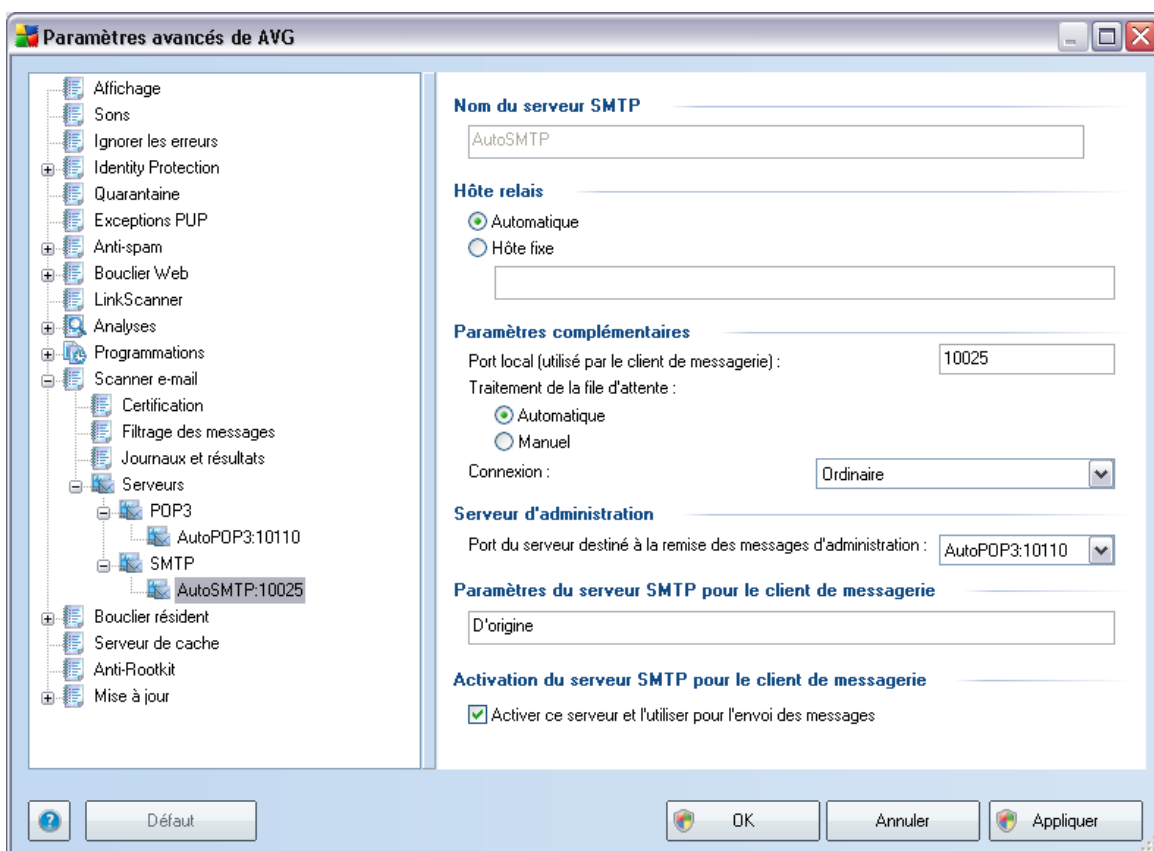 Paramètres avancés de AVG
Affichage
Sons
Ignorer les erreurs
Identity Protection
Quarantaine
Exceptions PUP
Anti-spam
Bouclier Web
LinkScanner
Analyses
Programmations
Scanner e-mail
Certification
Filtrage des messages
Journaux et résultats
Serveurs
POP3
AutoPOP3:10110
SMTP
AutoSMTP:10025
Bouclier résident
Serveur de cache
Anti-Rootkit
Mise à jour
Nom du serveur SMTP
AutoSMTP
Hôte relais
Automatique
Hôte fixe
Paramètres complémentaires
Port local (utilisé par le client de messagerie) : 10025
Traitement de la file d'attente :
Automatique
Manuel
Connexion : Ordinaire
Serveur d'administration
Port du serveur destiné à la remise des messages d'administration : AutoPOP3:10110
Paramètres du serveur SMTP pour le client de messagerie
D'origine
Activation du serveur SMTP pour le client de messagerie
Activer ce serveur et l'utiliser pour l'envoi des messages
? Défaut OK Annuler Appliquer